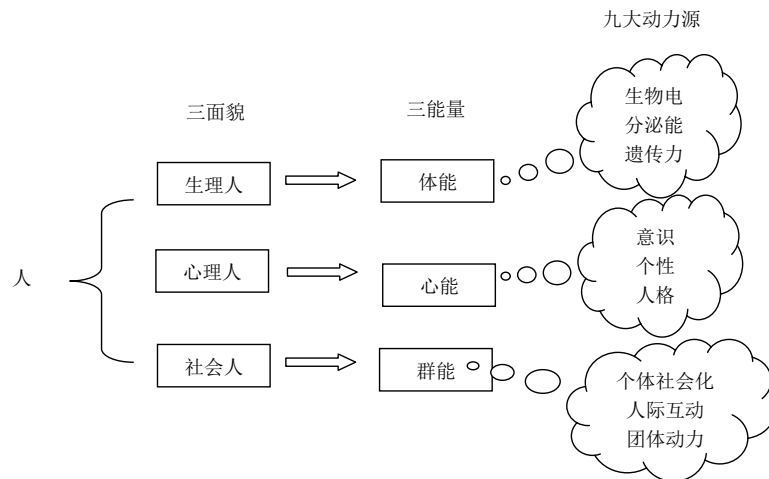 九大动力源
三面貌
三能量
人
生理人
体能
生物电
分泌能
遗传力
心理人
心能
意识
个性
人格
社会人
群能
个体社会化
人际互动
团体动力